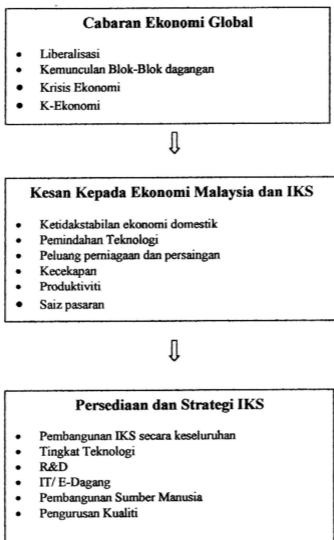 Cabaran Ekonomi Global
• Liberalisasi
• Kemunculan Blok-Blok dagangan
• Krisis Ekonomi
• K-Ekonomi
Kesan Kepada Ekonomi Malaysia dan IKS
• Ketidakstabilan ekonomi domestik
• Pemindahan Teknologi
• Peluang perniagaan dan persaingan
• Kecekapan
• Produktiviti
• Saiz pasaran
Persediaan dan Strategi IKS
• Pembangunan IKS secara keseluruhan
• Tingkat Teknologi
• R&D
• IT/ E-Dagang
• Pembangunan Sumber Manusia
• Pengurusan Kualiti